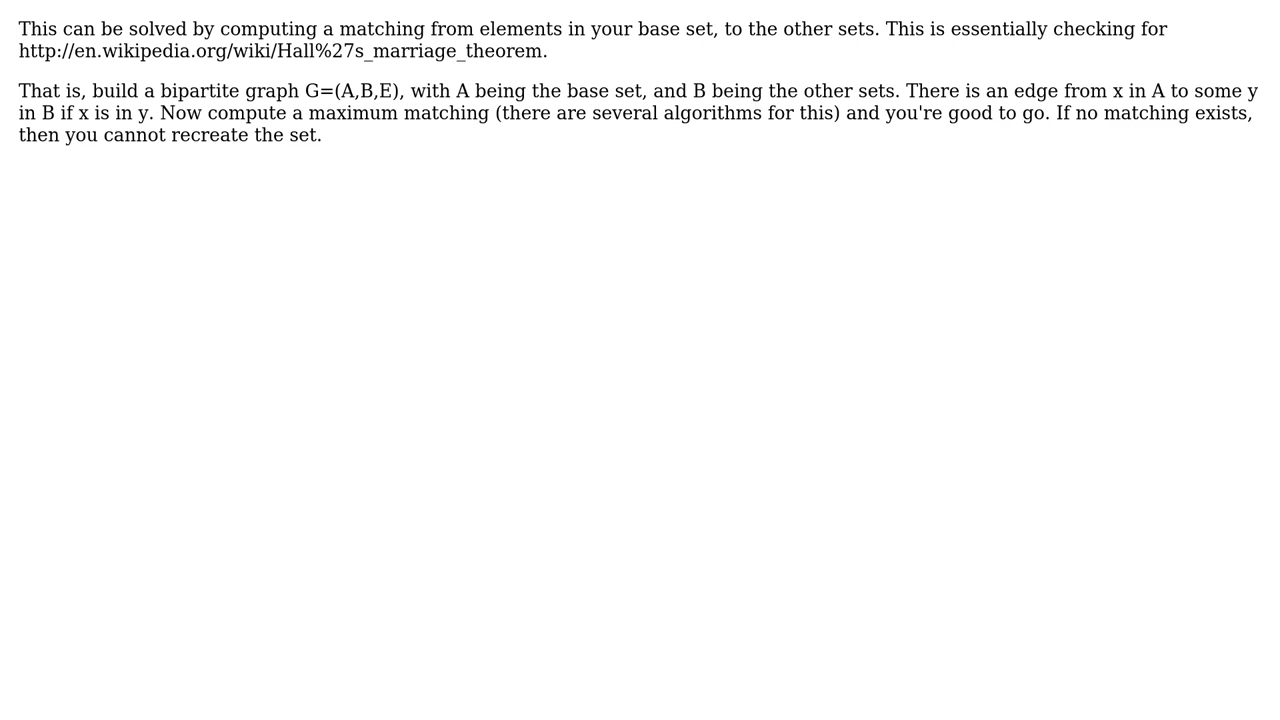 This can be solved by computing a matching from elements in your base set, to the other sets. This is essentially checking for
http://en.wikipedia.org/wiki/Hall%27s_marriage_theorem.
That is, build a bipartite graph G=(A,B,E), with A being the base set, and B being the other sets. There is an edge from x in A to some y
in B if x is in y. Now compute a maximum matching (there are several algorithms for this) and you're good to go. If no matching exists,
then you cannot recreate the set.